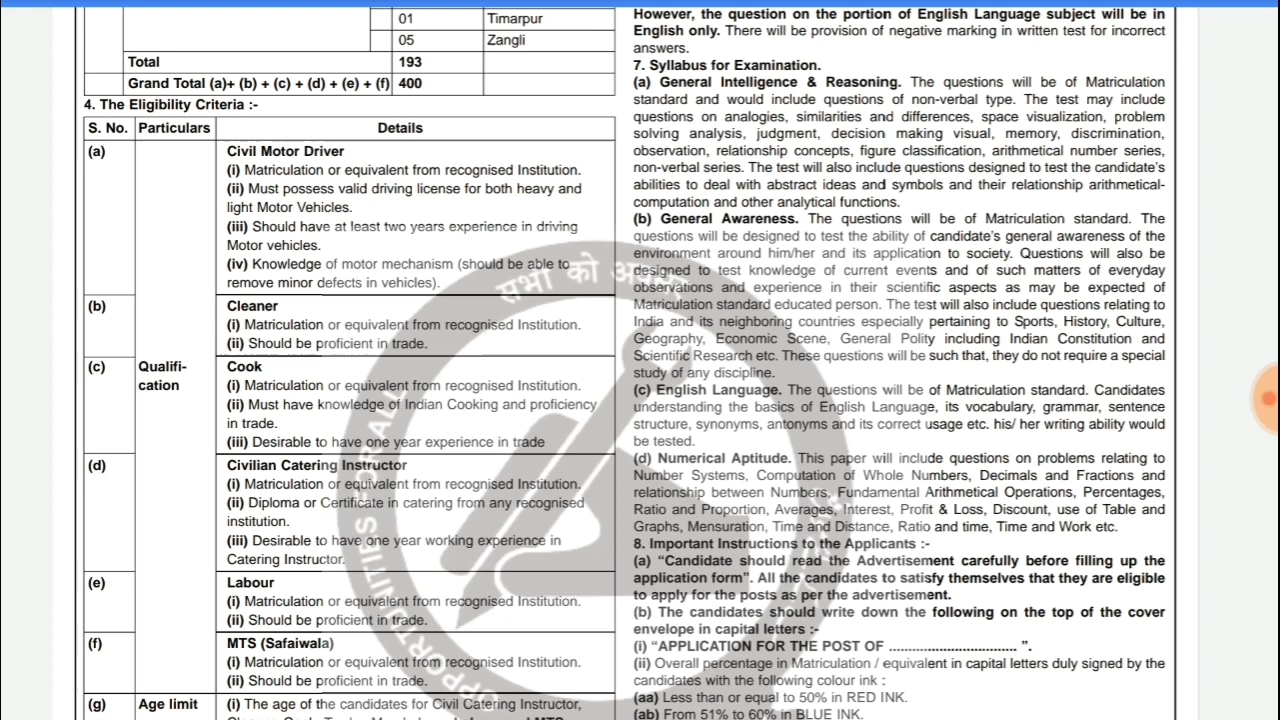 01 Timarpur
05 Zangli
Total 193
Grand Total (a)+ (b) + (c) + (d) + (e) + (f) 400
4. The Eligibility Criteria :-
S. No. Particulars Details
(a) Civil Motor Driver
(i) Matriculation or equivalent from recognised Institution.
(ii) Must possess valid driving license for both heavy and
light Motor Vehicles.
(iii) Should have at least two years experience in driving
Motor vehicles.
(iv) Knowledge of motor mechanism (should be able to
remove minor defects in vehicles).
(b) Cleaner
(i) Matriculation or equivalent from recognised Institution.
(ii) Should be proficient in trade.
(c) Qualifi-
cation
Cook
(i) Matriculation or equivalent from recognised Institution.
(ii) Must have knowledge of Indian Cooking and proficiency
in trade.
(iii) Desirable to have one year experience in trade
(d) Civilian Catering Instructor
(i) Matriculation or equivalent from recognised Institution.
(ii) Diploma or Certificate in catering from any recognised
institution.
(iii) Desirable to have one year working experience in
Catering Instructor.
(e) Labour
(i) Matriculation or equivalent from recognised Institution.
(ii) Should be proficient in trade.
(f) MTS (Safaiwala)
(i) Matriculation or equivalent from recognised Institution.
(ii) Should be proficient in trade.
(g) Age limit (i) The age of the candidates for Civil Catering Instructor,
However, the question on the portion of English Language subject will be in
English only. There will be provision of negative marking in written test for incorrect
answers.
7. Syllabus for Examination.
(a) General Intelligence & Reasoning. The questions will be of Matriculation
standard and would include questions of non-verbal type. The test may include
questions on analogies, similarities and differences, space visualization, problem
solving analysis, judgment, decision making visual, memory, discrimination,
observation, relationship concepts, figure classification, arithmetical number series,
non-verbal series. The test will also include questions designed to test the candidate's
abilities to deal with abstract ideas and symbols and their relationship arithmetical-
computation and other analytical functions.
(b) General Awareness. The questions will be of Matriculation standard. The
questions will be designed to test the ability of candidate's general awareness of the
environment around him/her and its application to society. Questions will also be
designed to test knowledge of current events and of such matters of everyday
observations and experience in their scientific aspects as may be expected of
Matriculation standard educated person. The test will also include questions relating to
India and its neighboring countries especially pertaining to Sports, History, Culture,
Geography, Economic Scene, General Polity including Indian Constitution and
Scientific Research etc. These questions will be such that, they do not require a special
study of any discipline.
(c) English Language. The questions will be of Matriculation standard. Candidates
understanding the basics of English Language, its vocabulary, grammar, sentence
structure, synonyms, antonyms and its correct usage etc. his/ her writing ability would
be tested.
(d) Numerical Aptitude. This paper will include questions on problems relating to
Number Systems, Computation of Whole Numbers, Decimals and Fractions and
relationship between Numbers, Fundamental Arithmetical Operations, Percentages,
Ratio and Proportion, Averages, Interest, Profit & Loss, Discount, use of Table and
Graphs, Mensuration, Time and Distance, Ratio and time, Time and Work etc.
8. Important Instructions to the Applicants :-
(a) "Candidate should read the Advertisement carefully before filling up the
application form". All the candidates to satisfy themselves that they are eligible
to apply for the posts as per the advertisement.
(b) The candidates should write down the following on the top of the cover
envelope in capital letters :-
(i) "APPLICATION FOR THE POST OF ................................ ".
(ii) Overall percentage in Matriculation / equivalent in capital letters duly signed by the
candidates with the following colour ink :
(aa) Less than or equal to 50% in RED INK.
(ab) From 51% to 60% in BLUE INK.
सभी को
OPPORTUNITIES FOR ALL